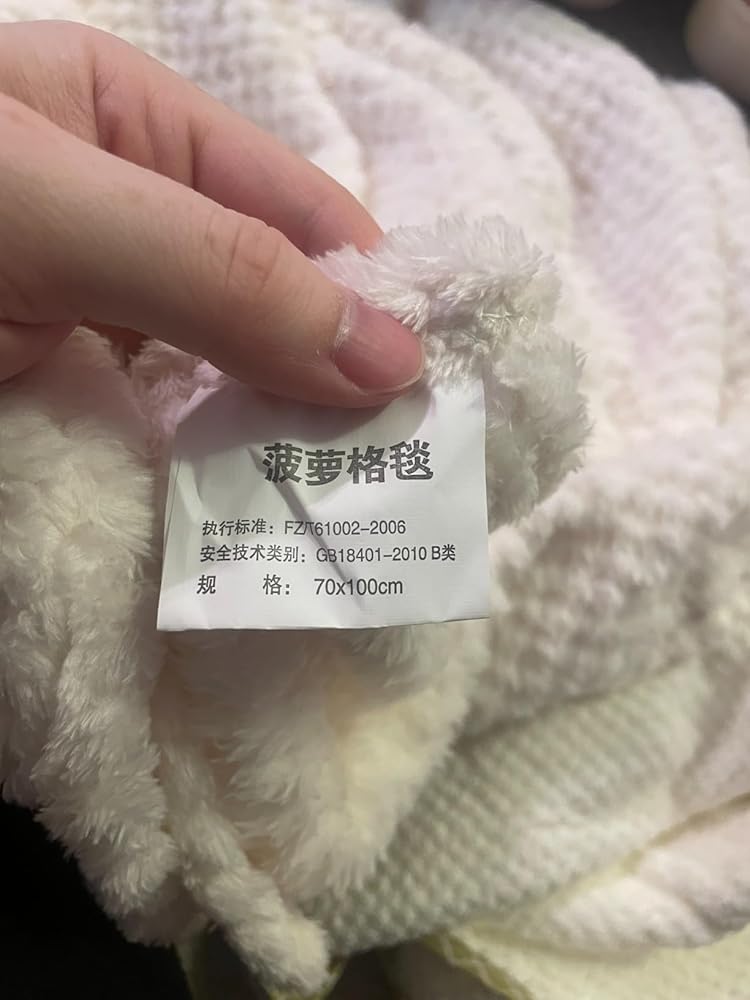 菠萝格毯
执行标准：FZ/T61002-2006
安全技术类别：GB18401-2010 B类
规 格：70x100cm